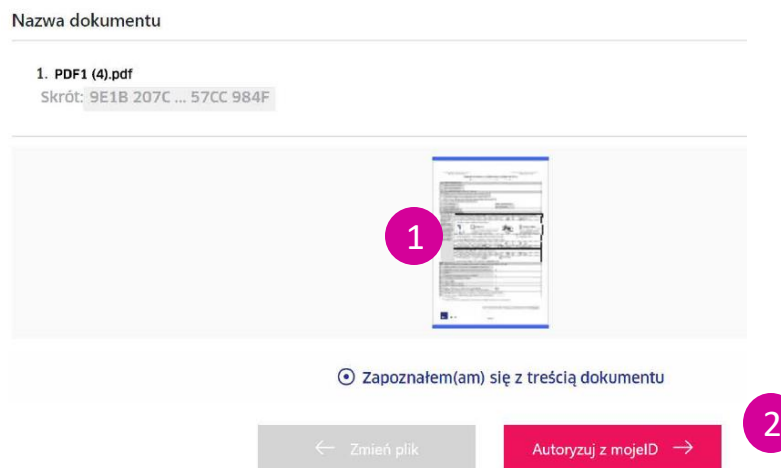 Nazwa dokumentu
1. PDF1 (4).pdf
Skrót: 9E1B 207C ... 57CC 984F
1
Zapoznałem(am) się z treścią dokumentu
2
← Zmień plik
Autoryzuj z mojeID →